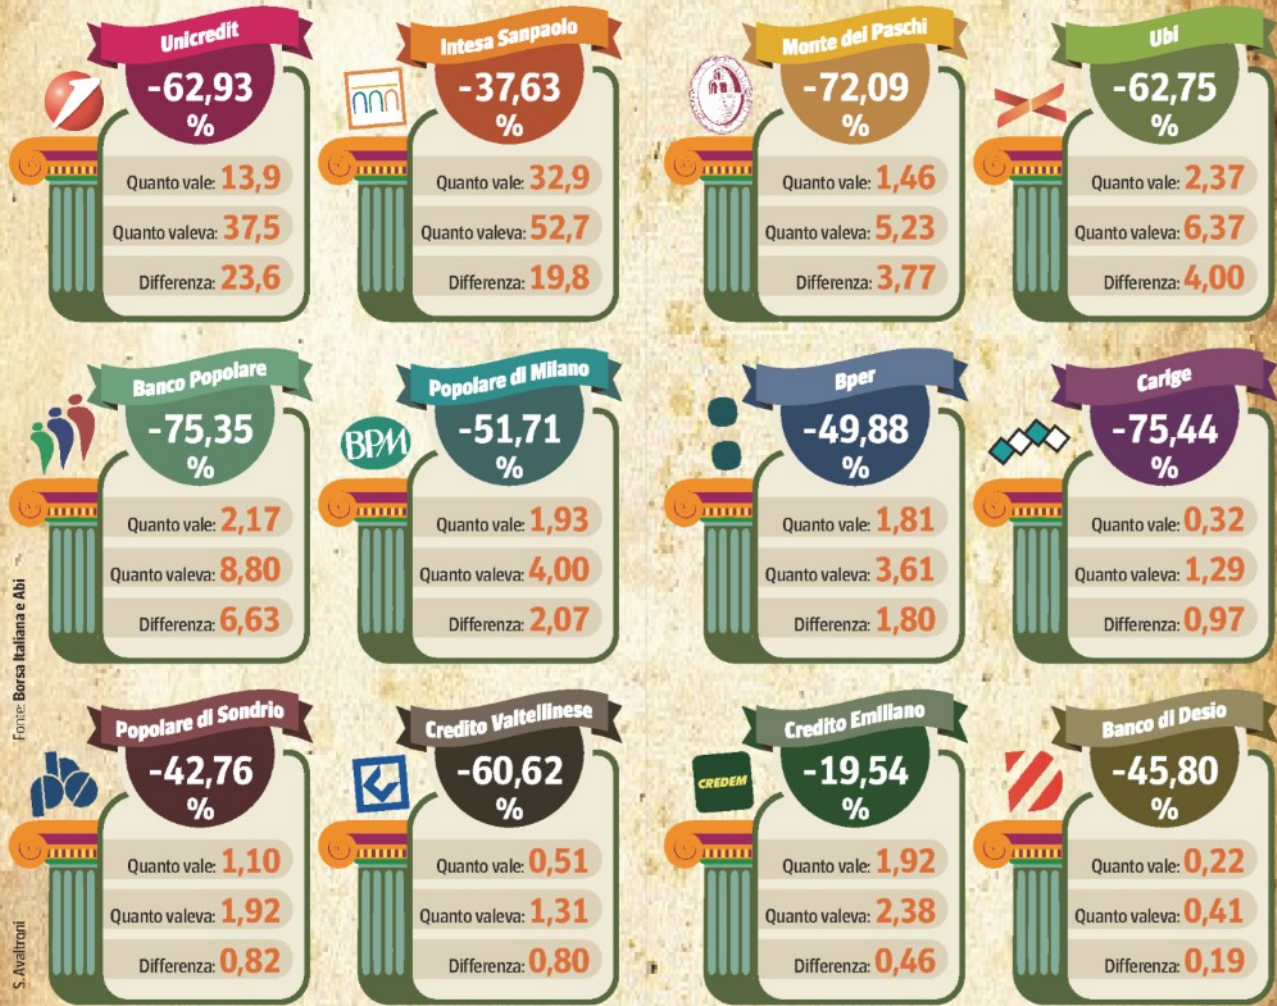 Unicredit
-62,93
%
Quanto vale: 13,9
Quanto valeva: 37,5
Differenza: 23,6
Intesa Sanpaolo
-37,63
%
Quanto vale: 32,9
Quanto valeva: 52,7
Differenza: 19,8
Monte dei Paschi
-72,09
%
Quanto vale: 1,46
Quanto valeva: 5,23
Differenza: 3,77
Ubi
-62,75
%
Quanto vale: 2,37
Quanto valeva: 6,37
Differenza: 4,00
Banco Popolare
-75,35
%
Quanto vale: 2,17
Quanto valeva: 8,80
Differenza: 6,63
BPM
Popolare di Milano
-51,71
%
Quanto vale: 1,93
Quanto valeva: 4,00
Differenza: 2,07
Bper
-49,88
%
Quanto vale: 1,81
Quanto valeva: 3,61
Differenza: 1,80
Carige
-75,44
%
Quanto vale: 0,32
Quanto valeva: 1,29
Differenza: 0,97
Popolare di Sondrio
-42,76
%
Quanto vale: 1,10
Quanto valeva: 1,92
Differenza: 0,82
Credito Valtellinese
-60,62
%
Quanto vale: 0,51
Quanto valeva: 1,31
Differenza: 0,80
CREDEM
Credito Emiliano
-19,54
%
Quanto vale: 1,92
Quanto valeva: 2,38
Differenza: 0,46
Banco di Desio
-45,80
%
Quanto vale: 0,22
Quanto valeva: 0,41
Differenza: 0,19
Fonte: Borsa Italiana e Abi
S. Avaltroni